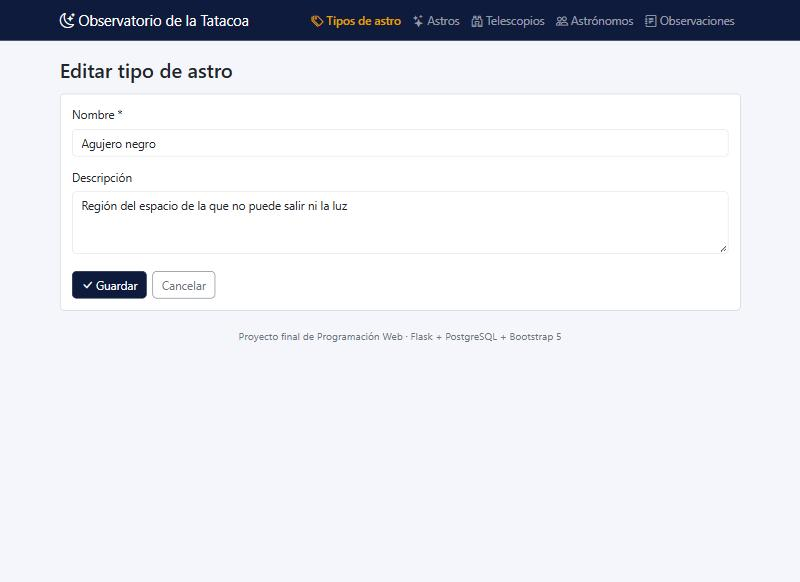 Observatorio de la Tatacoa Tipos de astro Astros Telescopios Astrónomos Observaciones
Editar tipo de astro
Nombre *
Agujero negro
Descripción
Región del espacio de la que no puede salir ni la luz
Guardar Cancelar
Proyecto final de Programación Web · Flask + PostgreSQL + Bootstrap 5